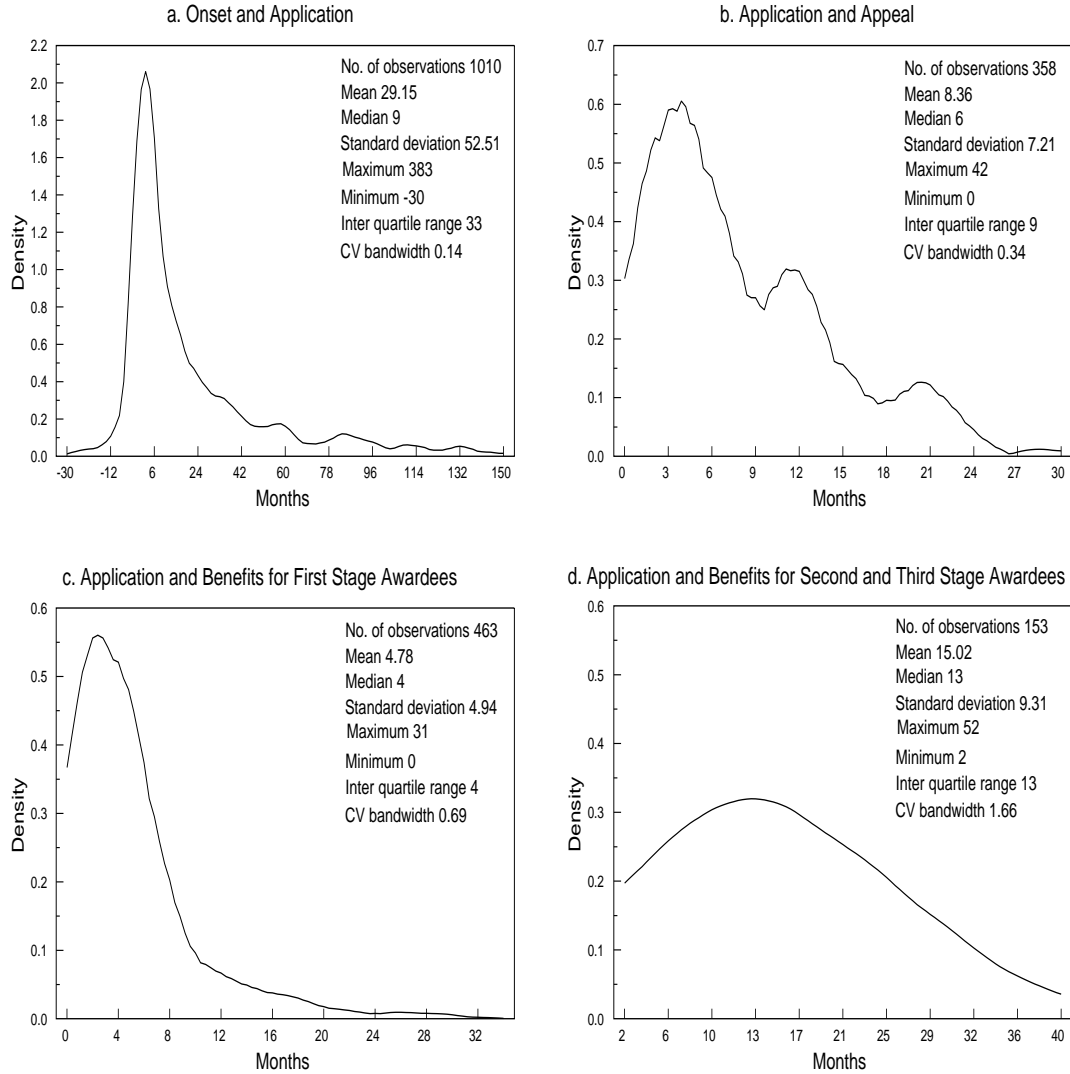 a. Onset and Application
2.2
2.0
1.8
1.6
1.4
1.2
1.0
0.8
0.6
0.4
0.2
0.0
Density
No. of observations 1010
Mean 29.15
Median 9
Standard deviation 52.51
Maximum 383
Minimum -30
Inter quartile range 33
CV bandwidth 0.14
-30 -12 6 24 42 60 78 96 114 132 150
Months
b. Application and Appeal
0.7
0.6
0.5
0.4
0.3
0.2
0.1
0.0
Density
No. of observations 358
Mean 8.36
Median 6
Standard deviation 7.21
Maximum 42
Minimum 0
Inter quartile range 9
CV bandwidth 0.34
0 3 6 9 12 15 18 21 24 27 30
Months
c. Application and Benefits for First Stage Awardees
0.6
0.5
0.4
0.3
0.2
0.1
0.0
Density
No. of observations 463
Mean 4.78
Median 4
Standard deviation 4.94
Maximum 31
Minimum 0
Inter quartile range 4
CV bandwidth 0.69
0 4 8 12 16 20 24 28 32
Months
d. Application and Benefits for Second and Third Stage Awardees
0.6
0.5
0.4
0.3
0.2
0.1
0.0
Density
No. of observations 153
Mean 15.02
Median 13
Standard deviation 9.31
Maximum 52
Minimum 2
Inter quartile range 13
CV bandwidth 1.66
2 6 10 13 17 21 25 29 32 36 40
Months